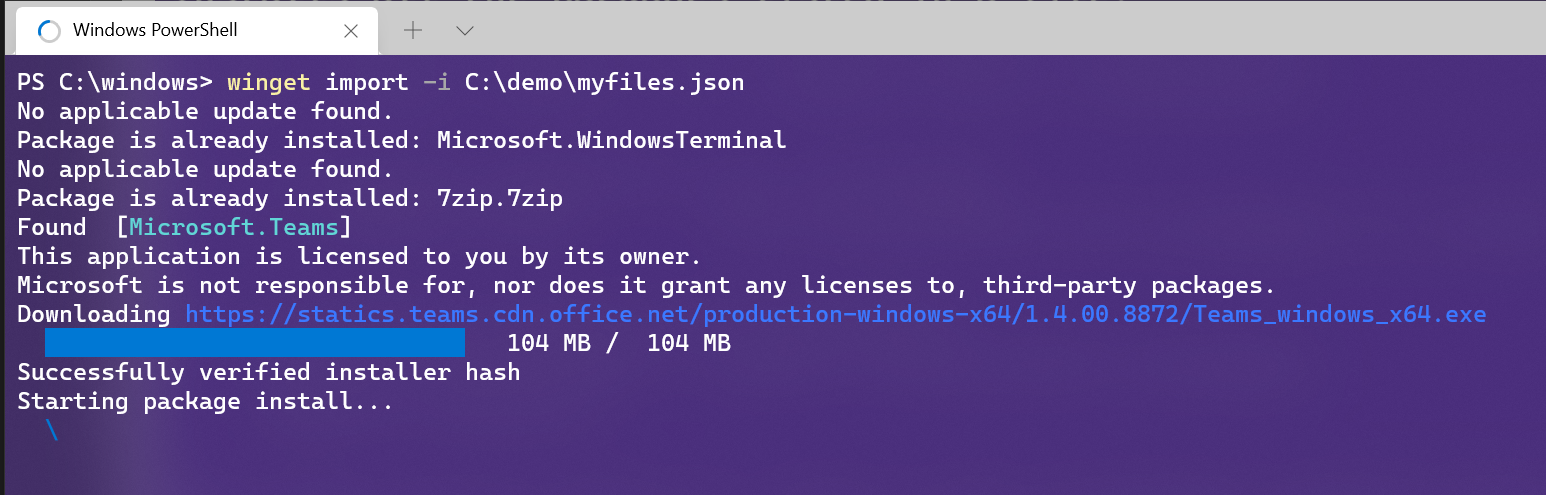 Windows PowerShell
PS C:\windows> winget import -i C:\demo\myfiles.json
No applicable update found.
Package is already installed: Microsoft.WindowsTerminal
No applicable update found.
Package is already installed: 7zip.7zip
Found  [Microsoft.Teams]
This application is licensed to you by its owner.
Microsoft is not responsible for, nor does it grant any licenses to, third-party packages.
Downloading https://statics.teams.cdn.office.net/production-windows-x64/1.4.00.8872/Teams_windows_x64.exe
104 MB /  104 MB
Successfully verified installer hash
Starting package install...
\